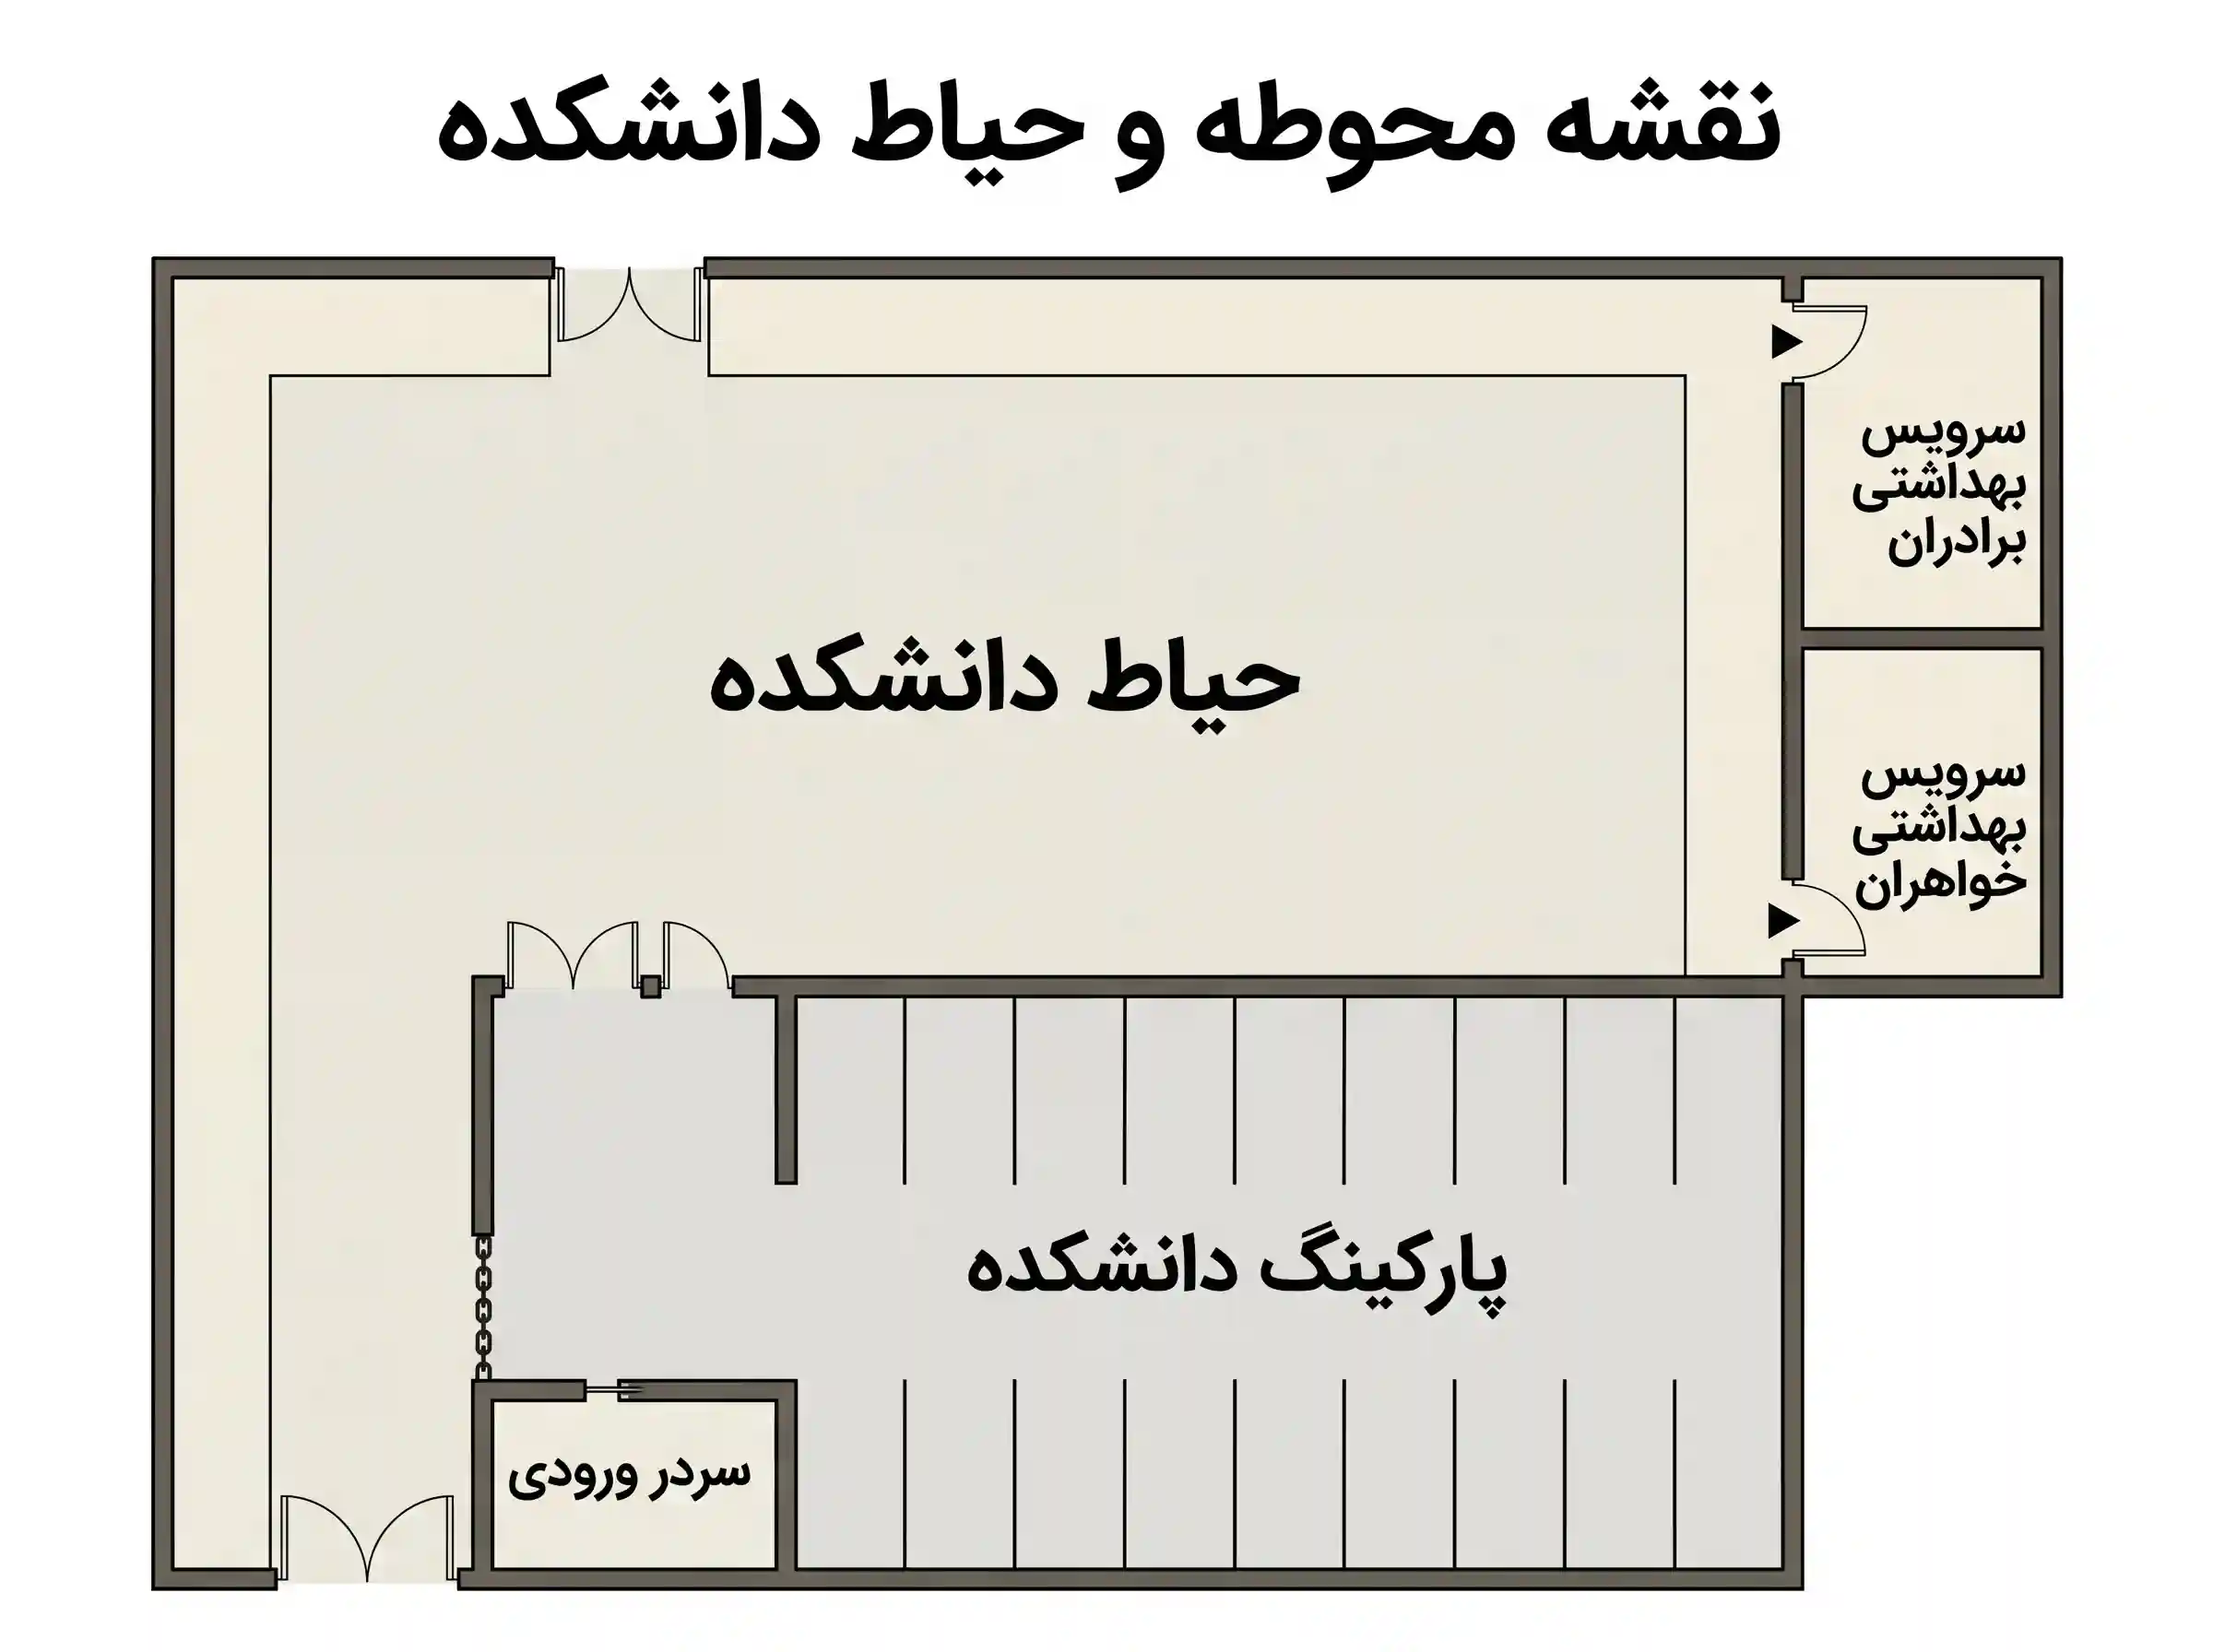 نقشه محوطه و حیاط دانشکده
سرویس
بهداشتی
برادران
حیاط دانشکده
سرویس
بهداشتی
خواهران
پارکینگ دانشکده
سردر ورودی